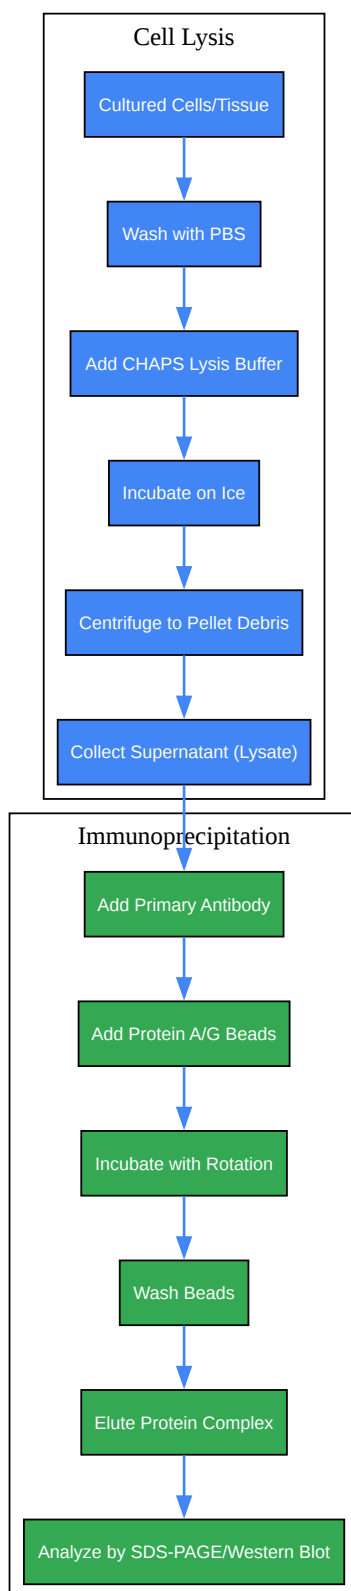 Cell Lysis
Cultured Cells/Tissue
Wash with PBS
Add CHAPS Lysis Buffer
Incubate on Ice
Centrifuge to Pellet Debris
Collect Supernatant (Lysate)
Immunoprecipitation
Add Primary Antibody
Add Protein A/G Beads
Incubate with Rotation
Wash Beads
Elute Protein Complex
Analyze by SDS-PAGE/Western Blot